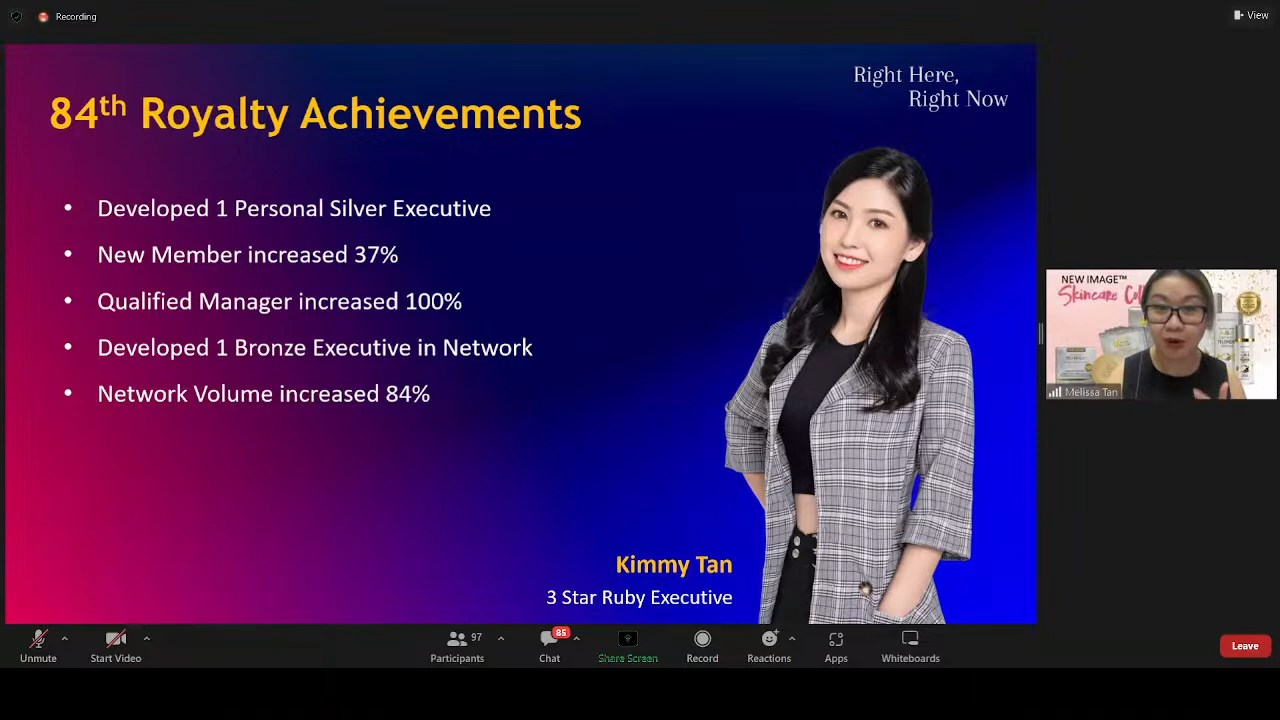 Recording
View
84th Royalty Achievements
Right Here,
Right Now
• Developed 1 Personal Silver Executive
• New Member increased 37%
• Qualified Manager increased 100%
• Developed 1 Bronze Executive in Network
• Network Volume increased 84%
Kimmy Tan
3 Star Ruby Executive
NEW IMAGE™
Melissa Tan
Unmute
Start Video
97
Participants
85
Chat
Share Screen
Record
Reactions
Apps
Whiteboards
Leave